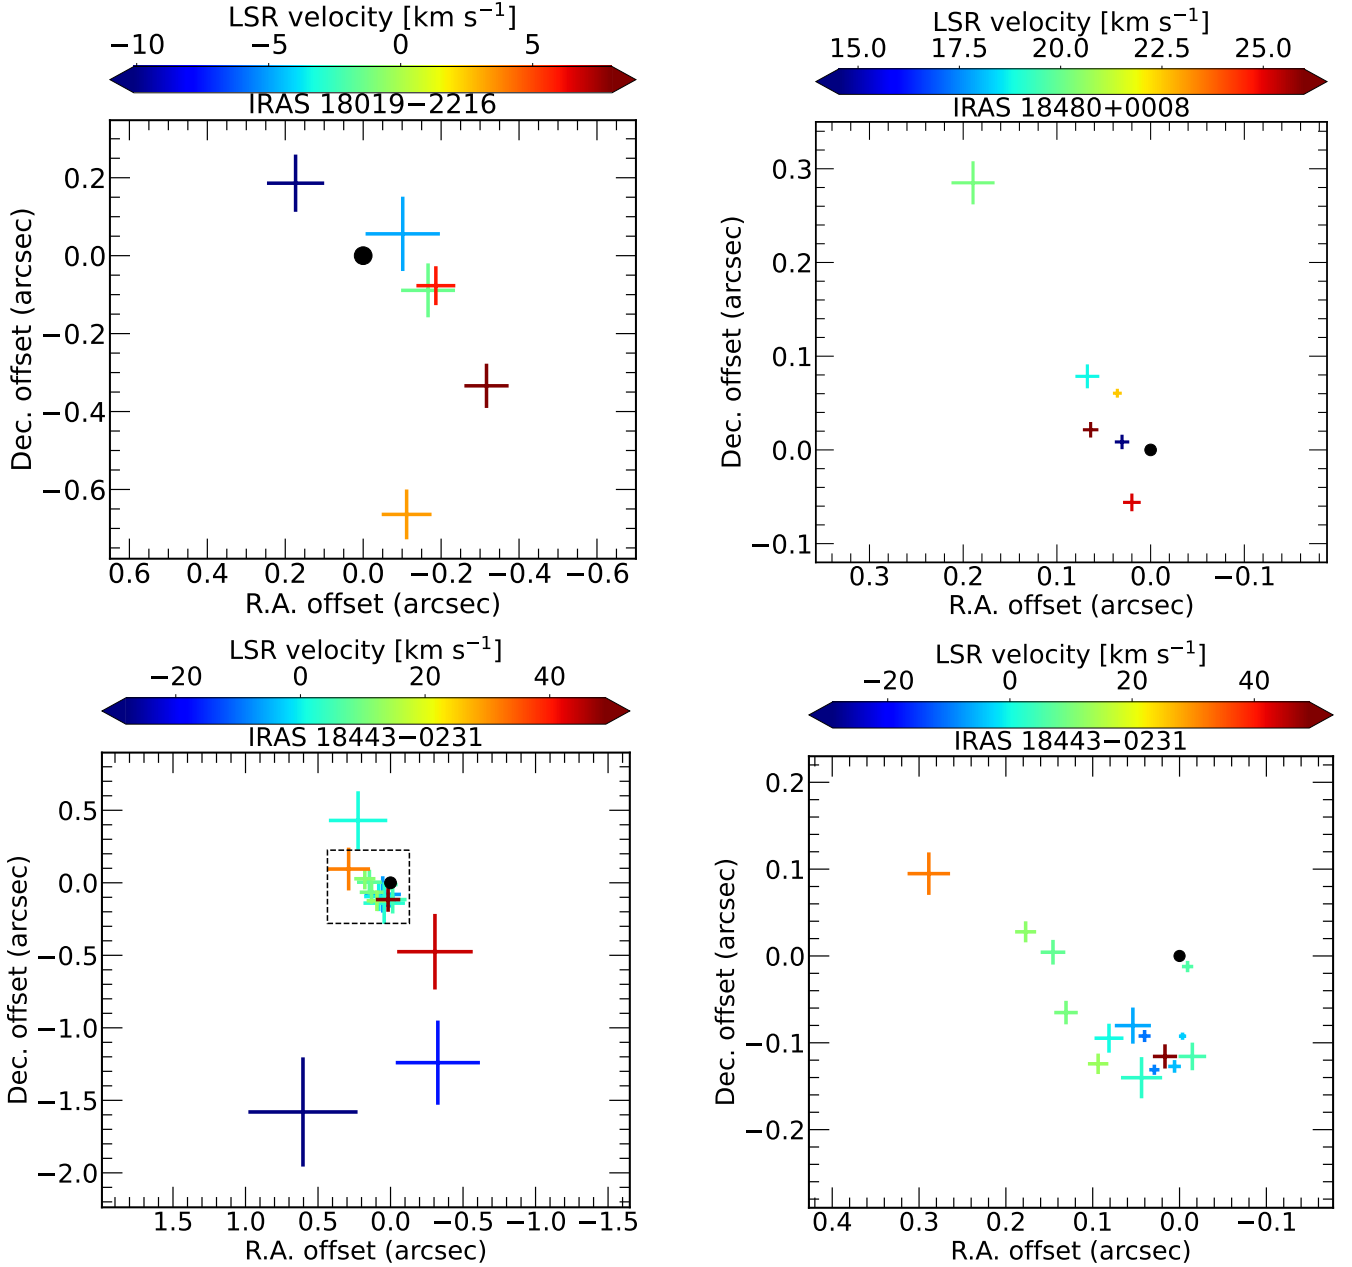 LSR velocity [km s⁻¹]
−10 −5 0 5
IRAS 18019−2216
0.2
0.0
−0.2
−0.4
−0.6
Dec. offset (arcsec)
0.6 0.4 0.2 0.0 −0.2 −0.4 −0.6
R.A. offset (arcsec)
LSR velocity [km s⁻¹]
15.0 17.5 20.0 22.5 25.0
IRAS 18480+0008
0.3
0.2
0.1
0.0
−0.1
Dec. offset (arcsec)
0.3 0.2 0.1 0.0 −0.1
R.A. offset (arcsec)
LSR velocity [km s⁻¹]
−20 0 20 40
IRAS 18443−0231
0.5
0.0
−0.5
−1.0
−1.5
−2.0
Dec. offset (arcsec)
1.5 1.0 0.5 0.0 −0.5 −1.0 −1.5
R.A. offset (arcsec)
LSR velocity [km s⁻¹]
−20 0 20 40
IRAS 18443−0231
0.2
0.1
0.0
−0.1
−0.2
Dec. offset (arcsec)
0.4 0.3 0.2 0.1 0.0 −0.1
R.A. offset (arcsec)